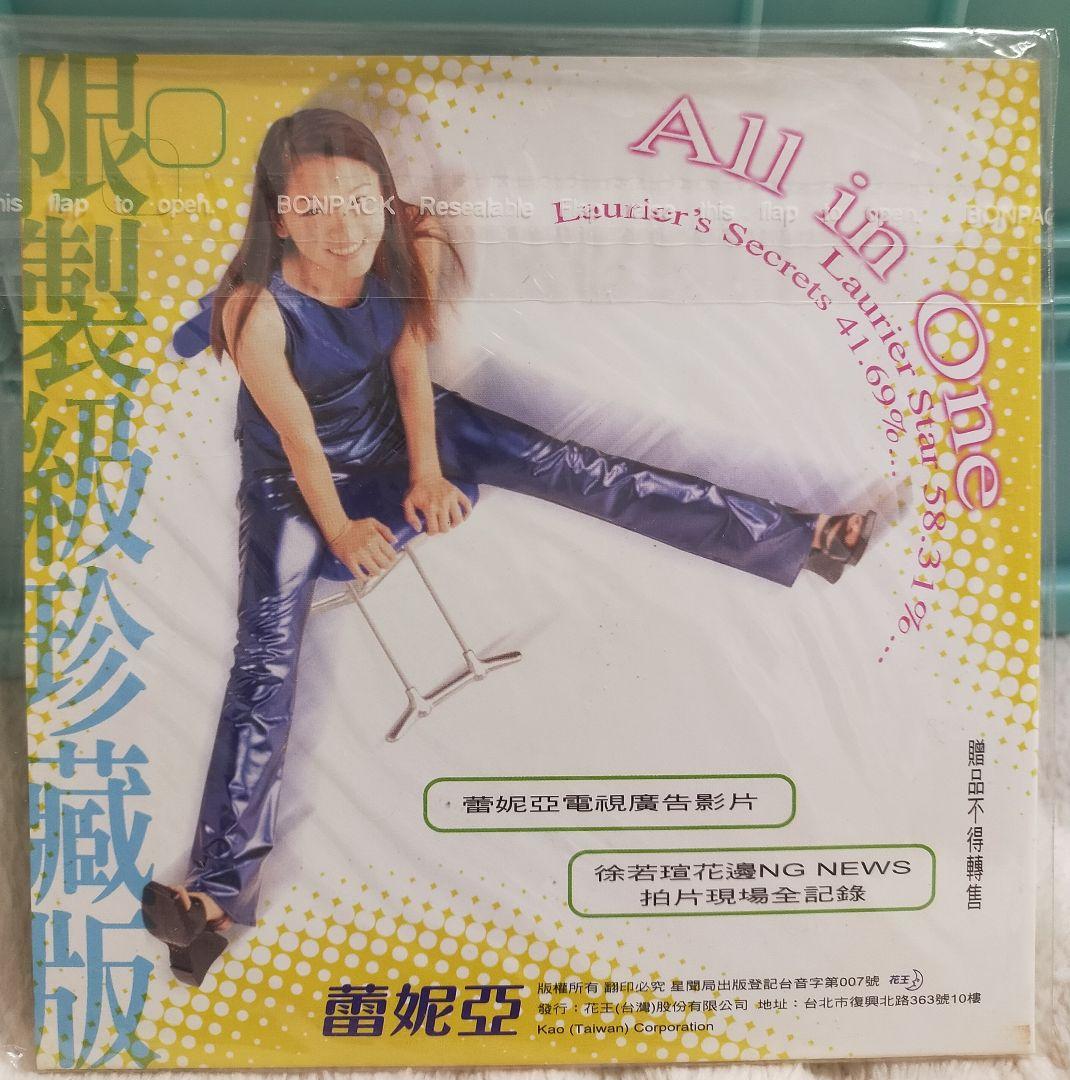 限製級珍藏版
All in One
Laurier Star 58.31%...
Laurier's Secrets 41.69%...
his flap to open. BONPACK Resealable this flap to open. BONPAC
蕾妮亞電視廣告影片
徐若瑄花邊NG NEWS
拍片現場全記錄
贈品不得轉售
蕾妮亞
版權所有 翻印必究 星聞局出版登記台音字第007號 花王
發行：花王(台灣)股份有限公司 地址：台北市復興北路363號10樓
Kao (Taiwan) Corporation